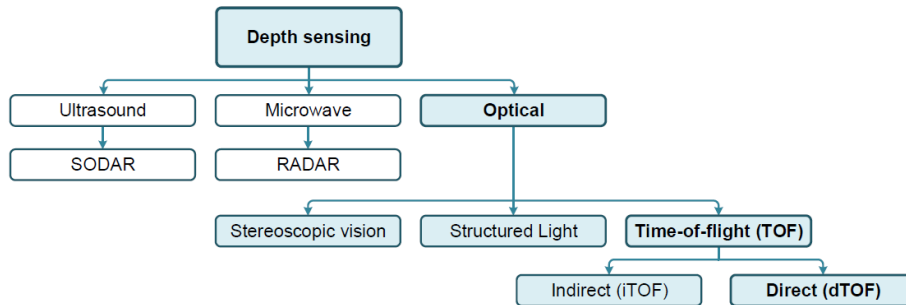 Depth sensing
Ultrasound
Microwave
Optical
SODAR
RADAR
Stereoscopic vision
Structured Light
Time-of-flight (TOF)
Indirect (iTOF)
Direct (dTOF)